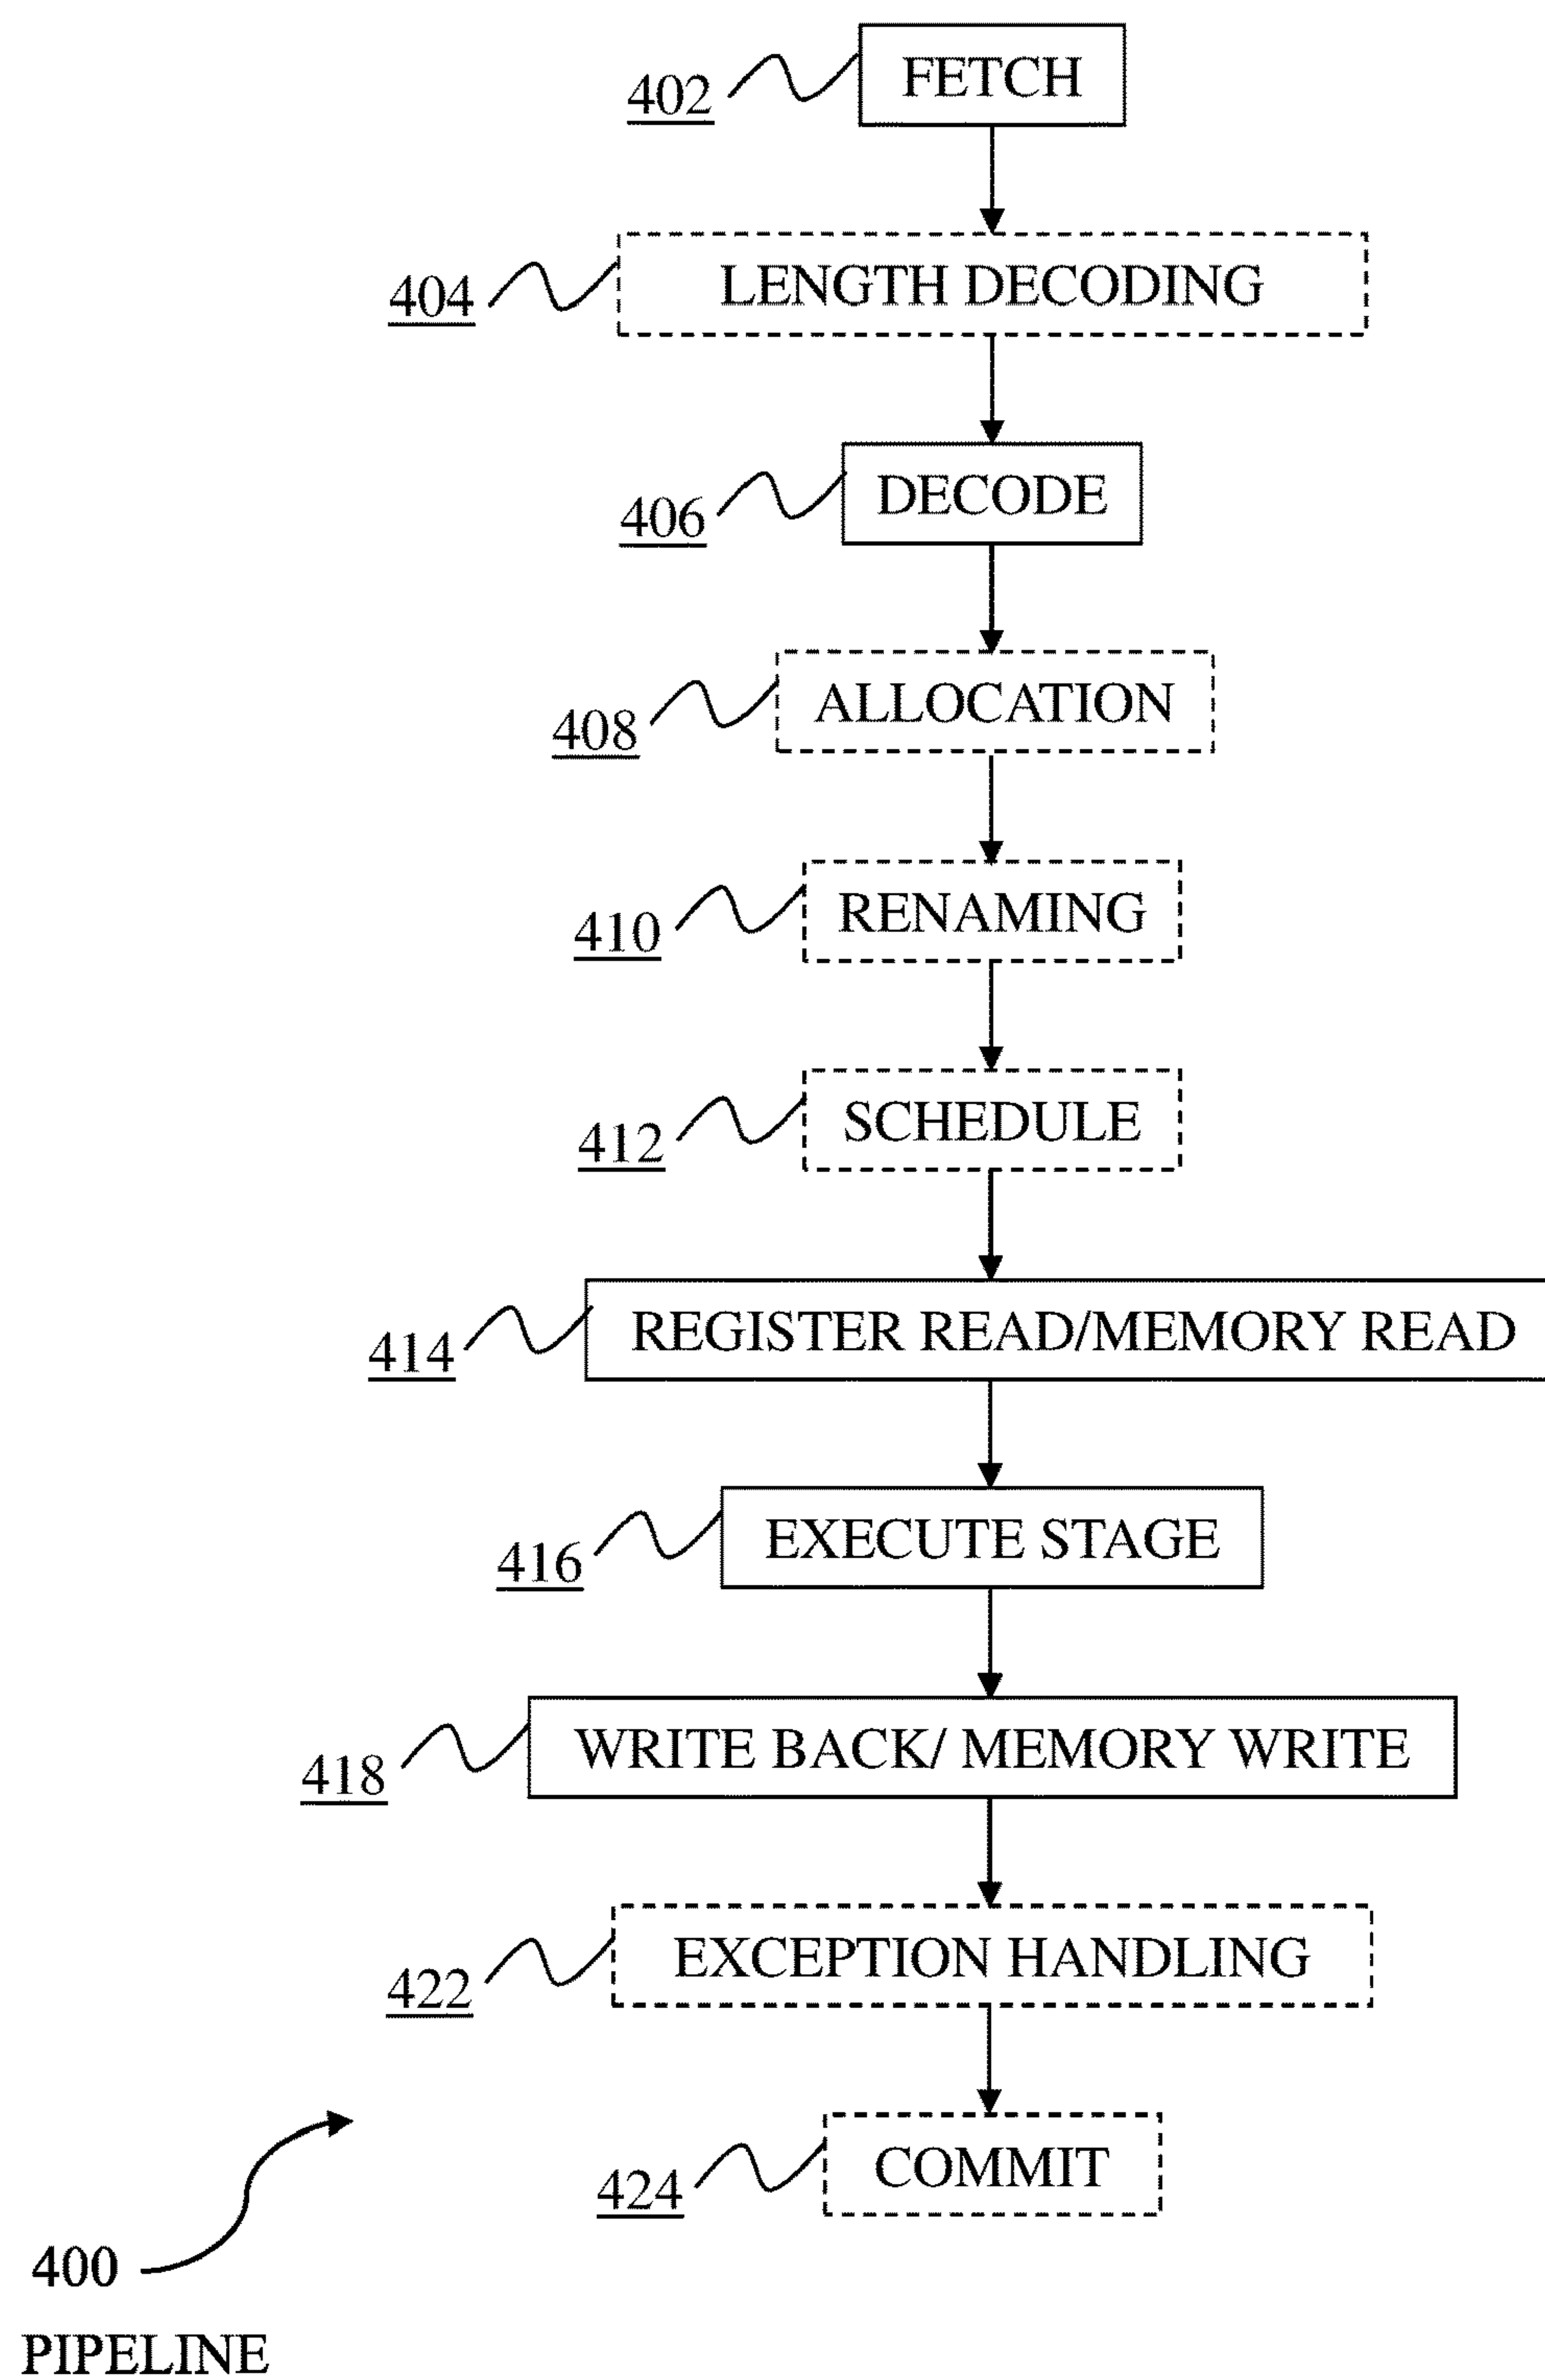 FETCH
402
LENGTH DECODING
404
DECODE
406
ALLOCATION
408
RENAMING
410
SCHEDULE
412
REGISTER READ/MEMORY READ
414
EXECUTE STAGE
416
WRITE BACK/ MEMORY WRITE
418
EXCEPTION HANDLING
422
COMMIT
424
400
PIPELINE